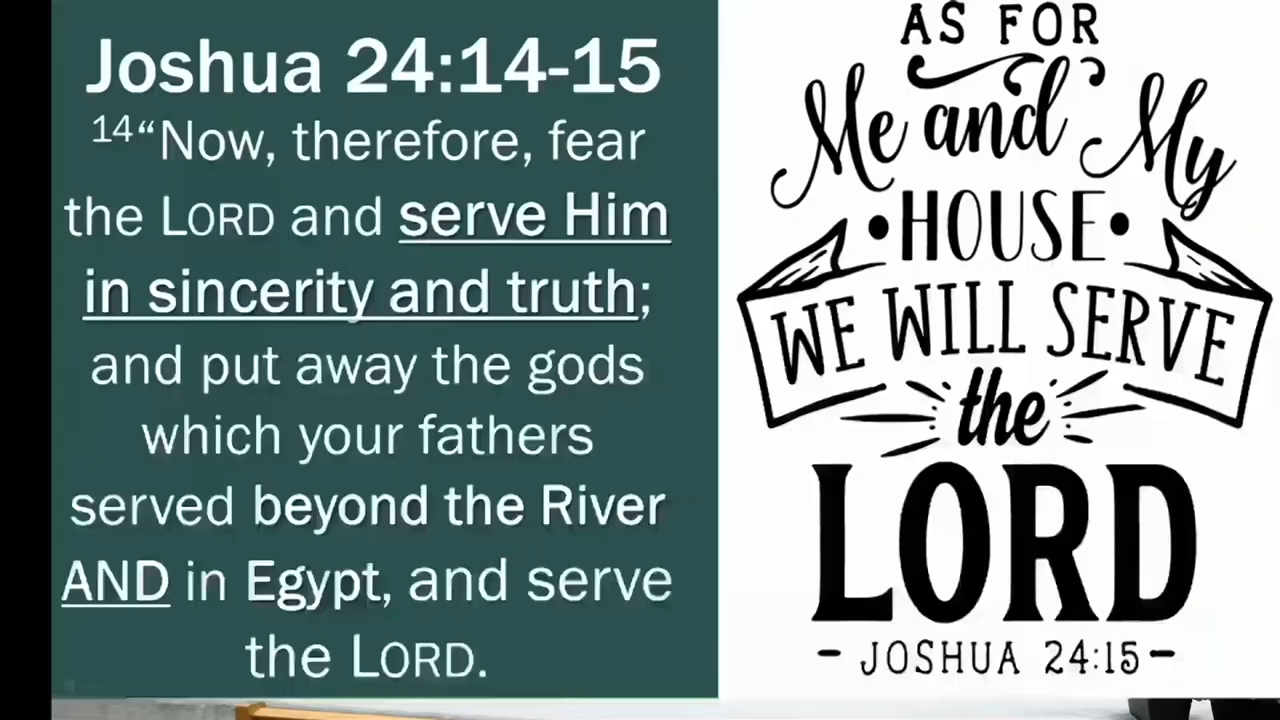 Joshua 24:14-15
14“Now, therefore, fear
the LORD and serve Him
in sincerity and truth;
and put away the gods
which your fathers
served beyond the River
AND in Egypt, and serve
the LORD.
AS FOR
Me and My
•HOUSE•
WE WILL SERVE
the
LORD
- JOSHUA 24:15 -